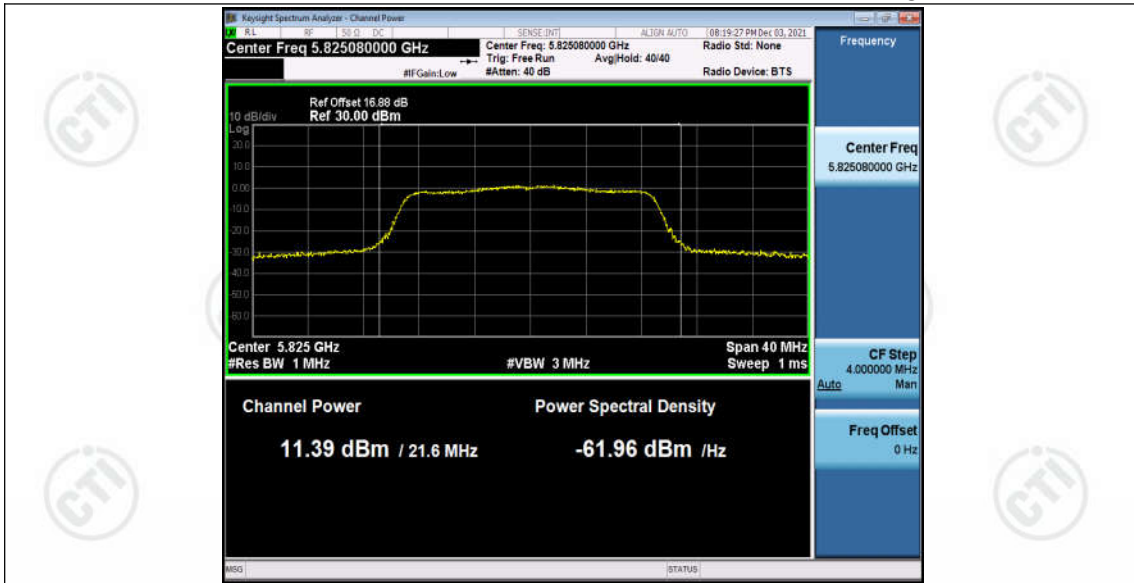 Keysight Spectrum Analyzer - Channel Power
RL RF 50 Ω DC SENSE:INT ALIGN AUTO 08:19:27 PM Dec 03, 2021
Center Freq 5.825080000 GHz
Center Freq: 5.825080000 GHz Radio Std: None
Trig: Free Run Avg|Hold: 40/40
#IFGain:Low #Atten: 40 dB Radio Device: BTS
Ref Offset 16.88 dB
10 dB/div Ref 30.00 dBm
Log
20.0
10.0
0.00
-10.0
-20.0
-30.0
-40.0
-50.0
-60.0
Center 5.825 GHz Span 40 MHz
#Res BW 1 MHz #VBW 3 MHz Sweep 1 ms
Channel Power Power Spectral Density
11.39 dBm / 21.6 MHz -61.96 dBm /Hz
MSG STATUS
Frequency
Center Freq
5.825080000 GHz
CF Step
4.000000 MHz
Auto Man
Freq Offset
0 Hz
CTI
CTI
CTI
CTI